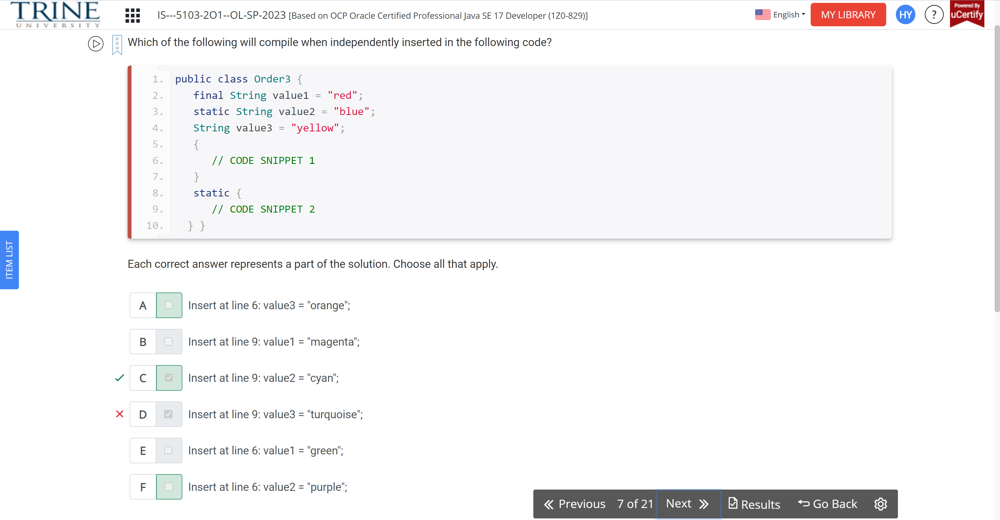 TRINE
UNIVERSITY
IS---5103-2O1--OL-SP-2023 [Based on OCP Oracle Certified Professional Java SE 17 Developer (1Z0-829)]
English
MY LIBRARY
HY
?
Powered By
uCertify
Which of the following will compile when independently inserted in the following code?
1. public class Order3 {
2. final String value1 = "red";
3. static String value2 = "blue";
4. String value3 = "yellow";
5. {
6. // CODE SNIPPET 1
7. }
8. static {
9. // CODE SNIPPET 2
10. } }
ITEM LIST
Each correct answer represents a part of the solution. Choose all that apply.
A Insert at line 6: value3 = "orange";
B Insert at line 9: value1 = "magenta";
C Insert at line 9: value2 = "cyan";
D Insert at line 9: value3 = "turquoise";
E Insert at line 6: value1 = "green";
F Insert at line 6: value2 = "purple";
Previous 7 of 21 Next Results Go Back